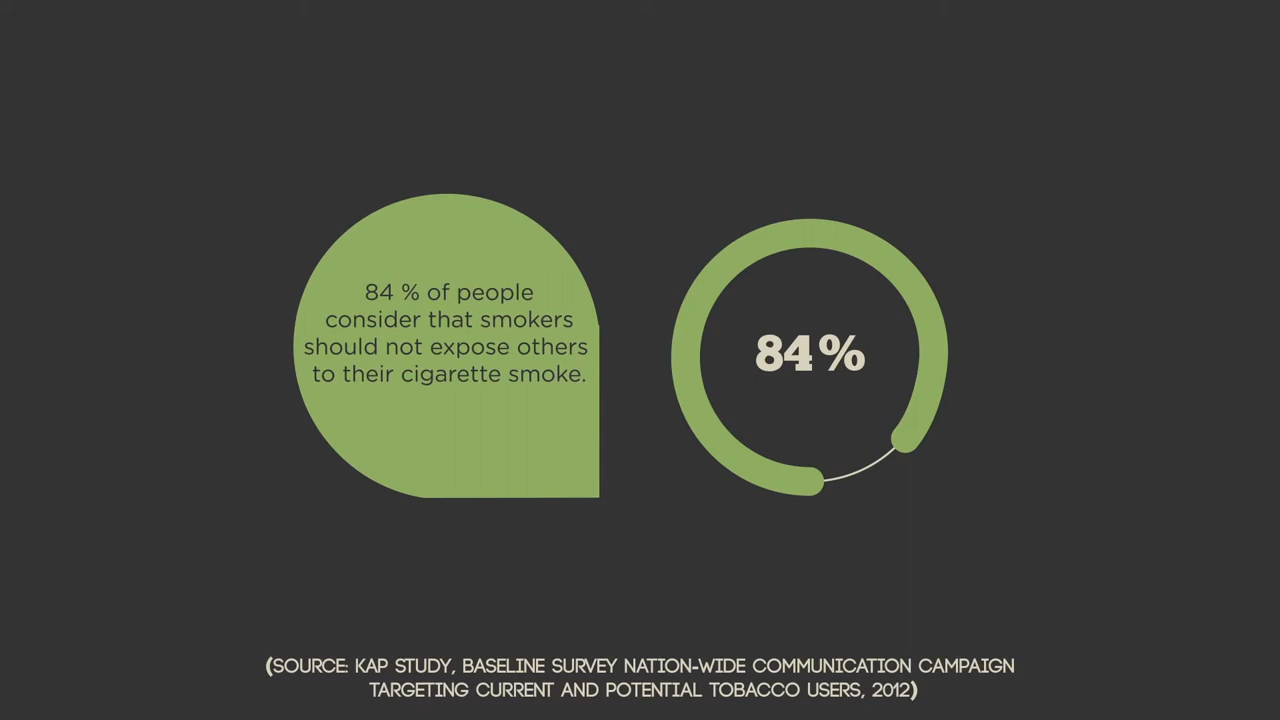 84 % of people
consider that smokers
should not expose others
to their cigarette smoke.
84%
(SOURCE: KAP STUDY, BASELINE SURVEY NATION-WIDE COMMUNICATION CAMPAIGN
TARGETING CURRENT AND POTENTIAL TOBACCO USERS, 2012)